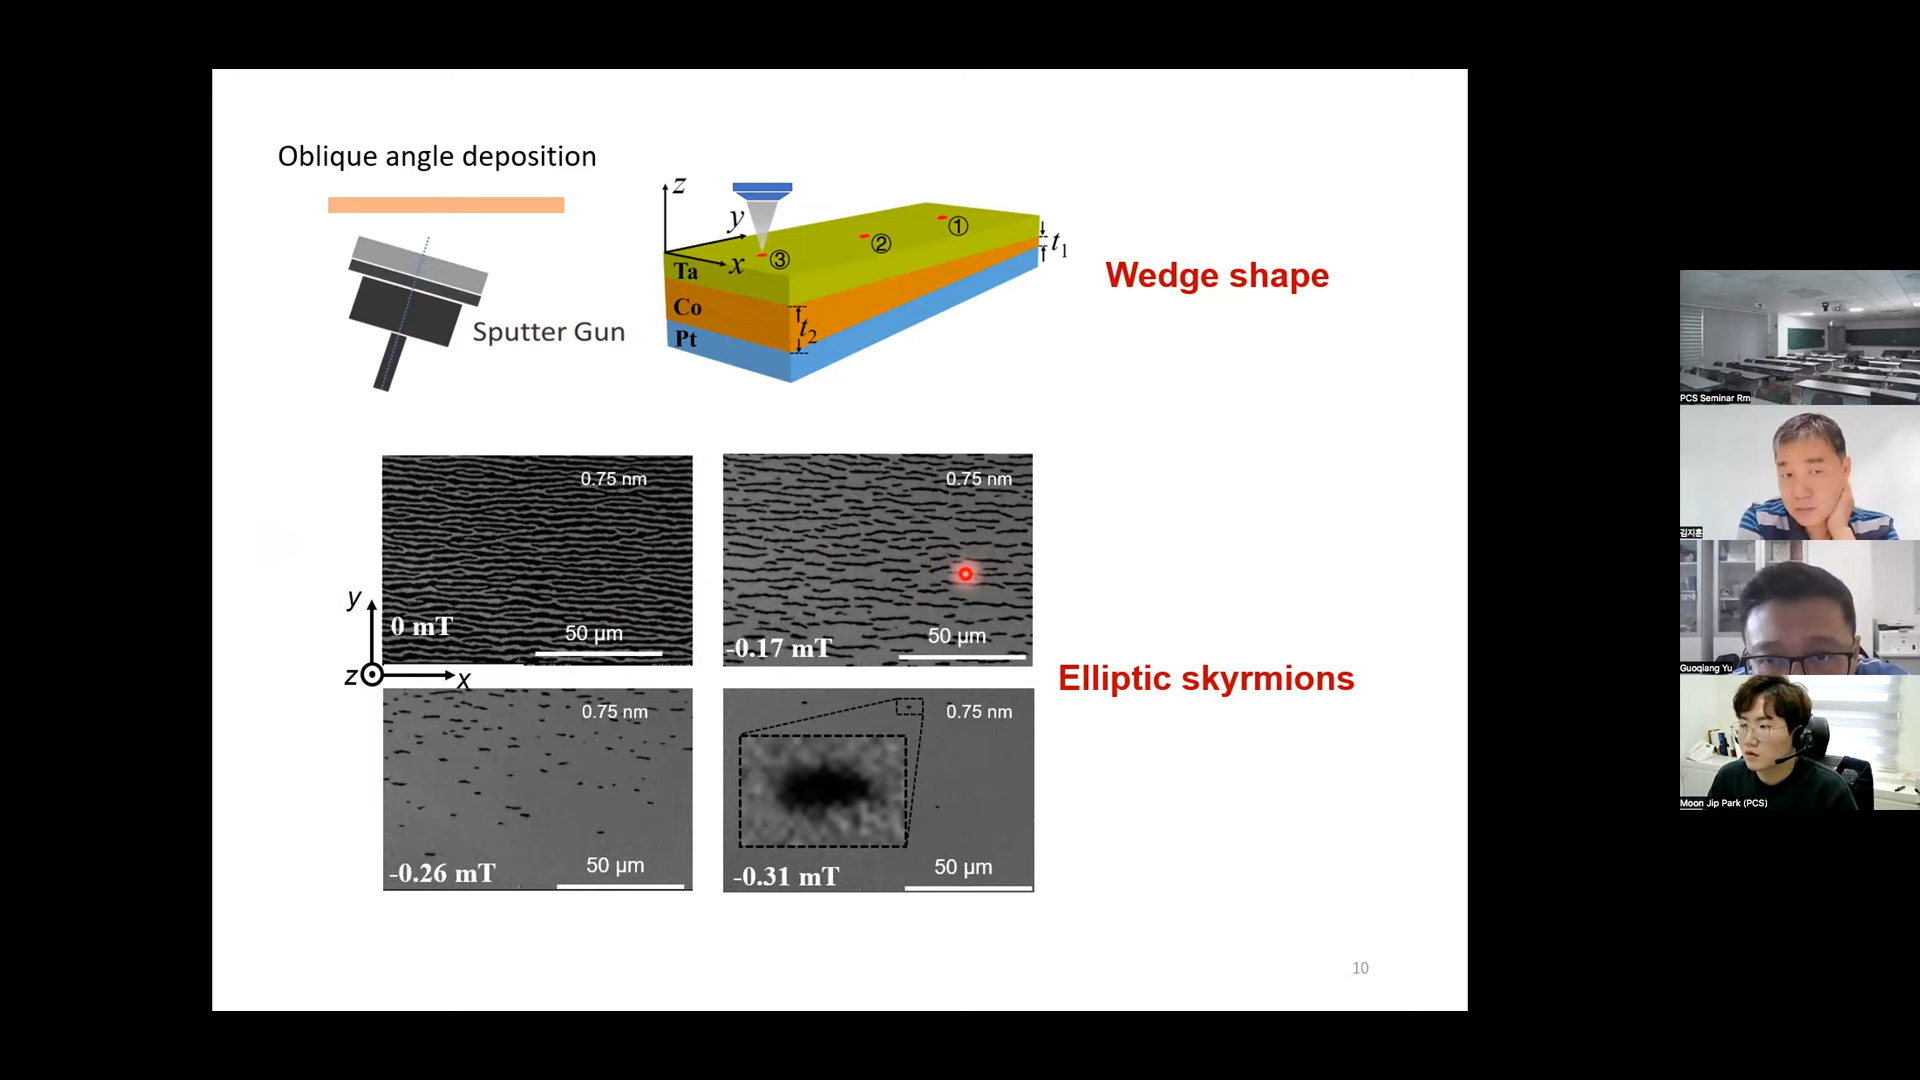 Oblique angle deposition
Sputter Gun
z
y
x
①
②
③
t1
t2
Ta
Co
Pt
Wedge shape
0.75 nm
0 mT
50 µm
0.75 nm
-0.17 mT
50 µm
y
z
x
Elliptic skyrmions
0.75 nm
-0.26 mT
50 µm
0.75 nm
-0.31 mT
50 µm
10
PCS Seminar Rm
김지훈
Guoqiang Yu
Moon Jip Park (PCS)